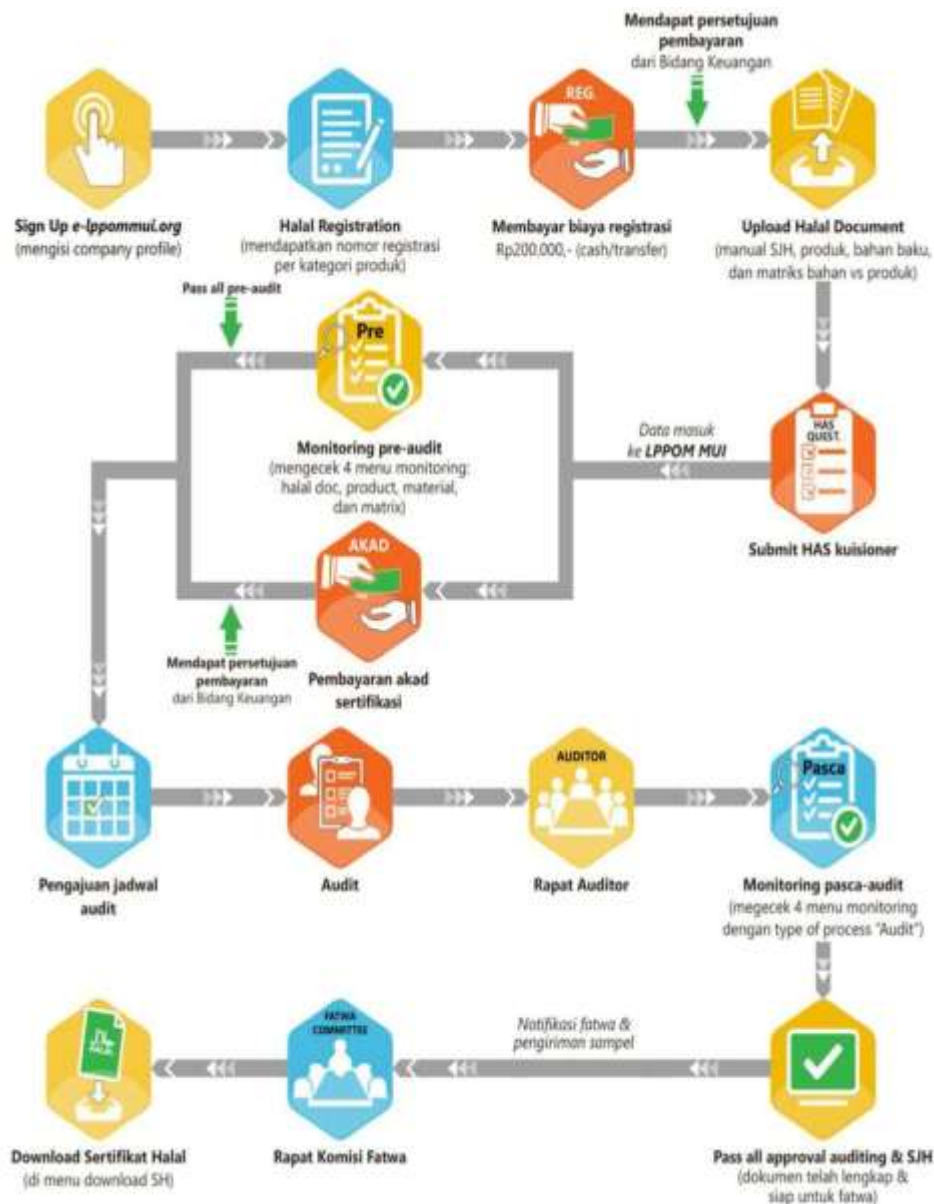 Mendapat persetujuan
pembayaran
dari Bidang Keuangan
REG.
Sign Up e-lppommui.org
(mengisi company profile)
Halal Registration
(mendapatkan nomor registrasi
per kategori produk)
Membayar biaya registrasi
Rp200.000,- (cash/transfer)
Upload Halal Document
(manual SJH, produk, bahan baku,
dan matriks bahan vs produk)
Pass all pre-audit
Pre
Monitoring pre-audit
(mengecek 4 menu monitoring:
halal doc, product, material,
dan matrix)
Data masuk
ke LPPOM MUI
HAS
QUEST.
Submit HAS kuisioner
AKAD
Mendapat persetujuan
pembayaran
dari Bidang Keuangan
Pembayaran akad
sertifikasi
Pengajuan jadwal
audit
Audit
AUDITOR
Rapat Auditor
Pasca
Monitoring pasca-audit
(megecek 4 menu monitoring
dengan type of process "Audit")
HALAL
Download Sertifikat Halal
(di menu download SH)
FATWA
COMMITTEE
Rapat Komisi Fatwa
Notifikasi fatwa &
pengiriman sampel
Pass all approval auditing & SJH
(dokumen telah lengkap &
siap untuk fatwa)